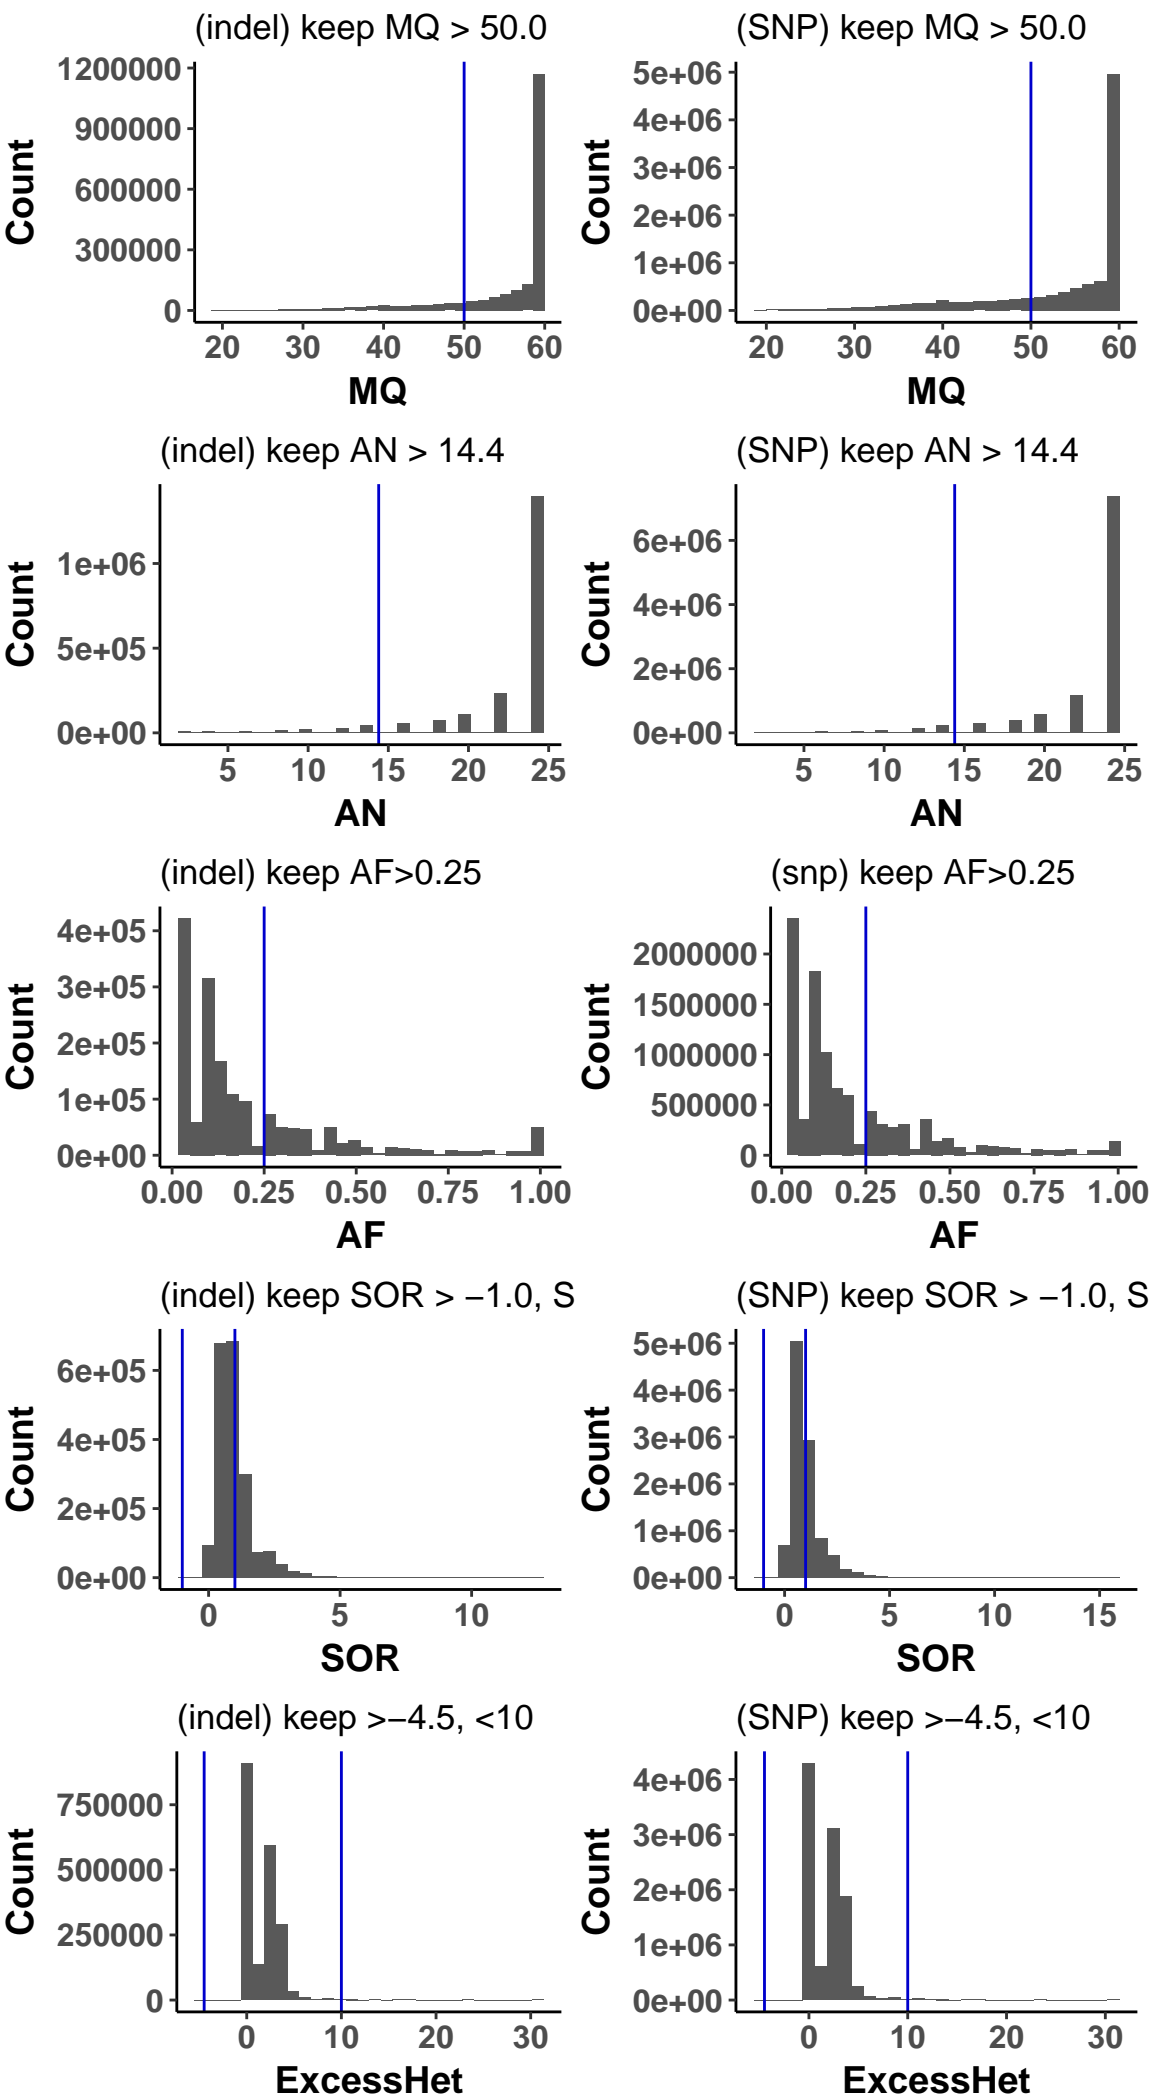 (indel) keep MQ > 50.0
Count
1200000
900000
600000
300000
0
20 30 40 50 60
MQ
(SNP) keep MQ > 50.0
Count
5e+06
4e+06
3e+06
2e+06
1e+06
0e+00
20 30 40 50 60
MQ
(indel) keep AN > 14.4
Count
1e+06
5e+05
0e+00
5 10 15 20 25
AN
(SNP) keep AN > 14.4
Count
6e+06
4e+06
2e+06
0e+00
5 10 15 20 25
AN
(indel) keep AF>0.25
Count
4e+05
3e+05
2e+05
1e+05
0e+00
0.00 0.25 0.50 0.75 1.00
AF
(snp) keep AF>0.25
Count
2000000
1500000
1000000
500000
0
0.00 0.25 0.50 0.75 1.00
AF
(indel) keep SOR > −1.0, S
Count
6e+05
4e+05
2e+05
0e+00
0 5 10
SOR
(SNP) keep SOR > −1.0, S
Count
5e+06
4e+06
3e+06
2e+06
1e+06
0e+00
0 5 10 15
SOR
(indel) keep >−4.5, <10
Count
750000
500000
250000
0
0 10 20 30
ExcessHet
(SNP) keep >−4.5, <10
Count
4e+06
3e+06
2e+06
1e+06
0e+00
0 10 20 30
ExcessHet